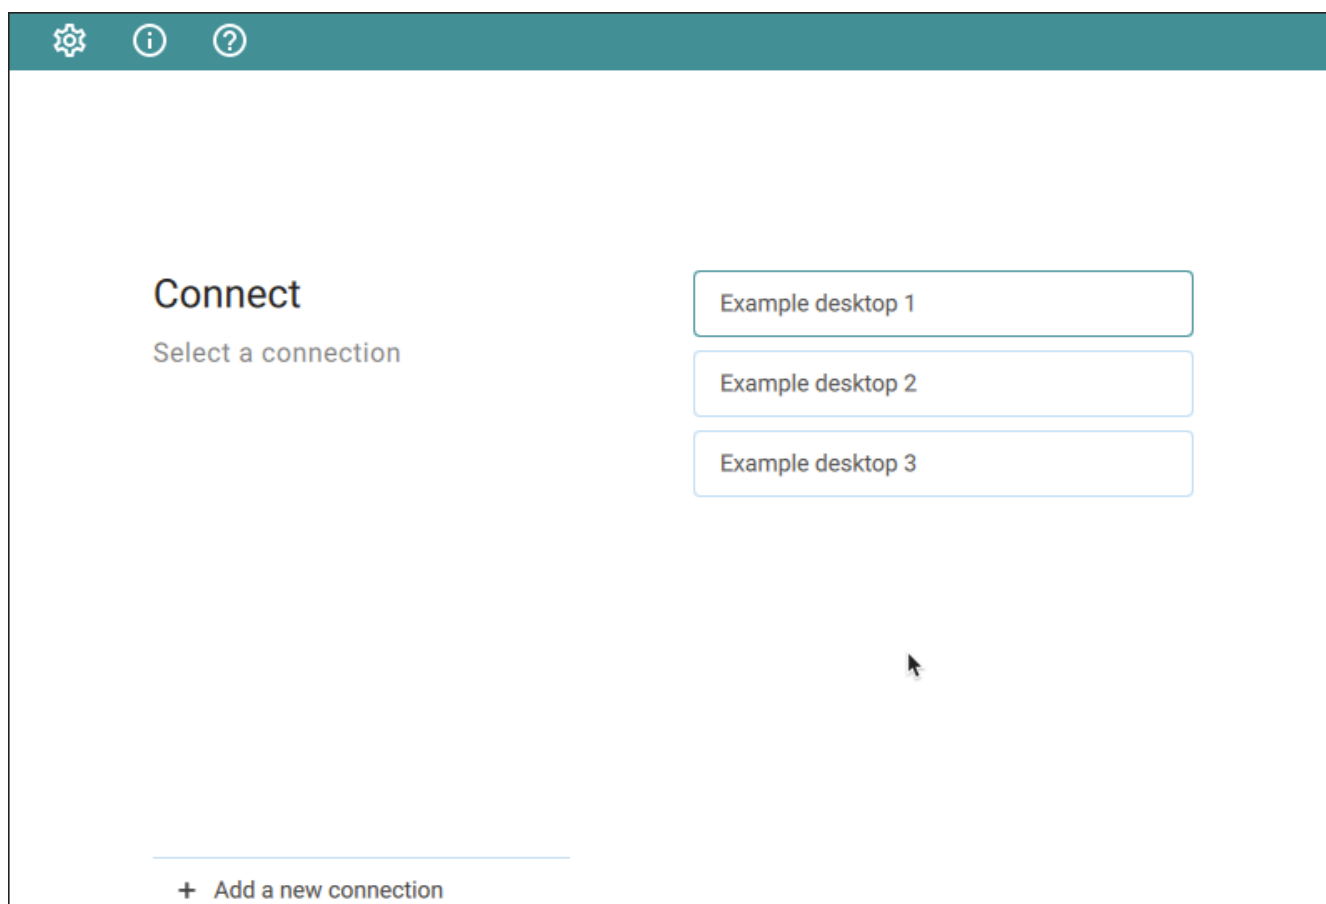 Connect
Select a connection
Example desktop 1
Example desktop 2
Example desktop 3
+ Add a new connection